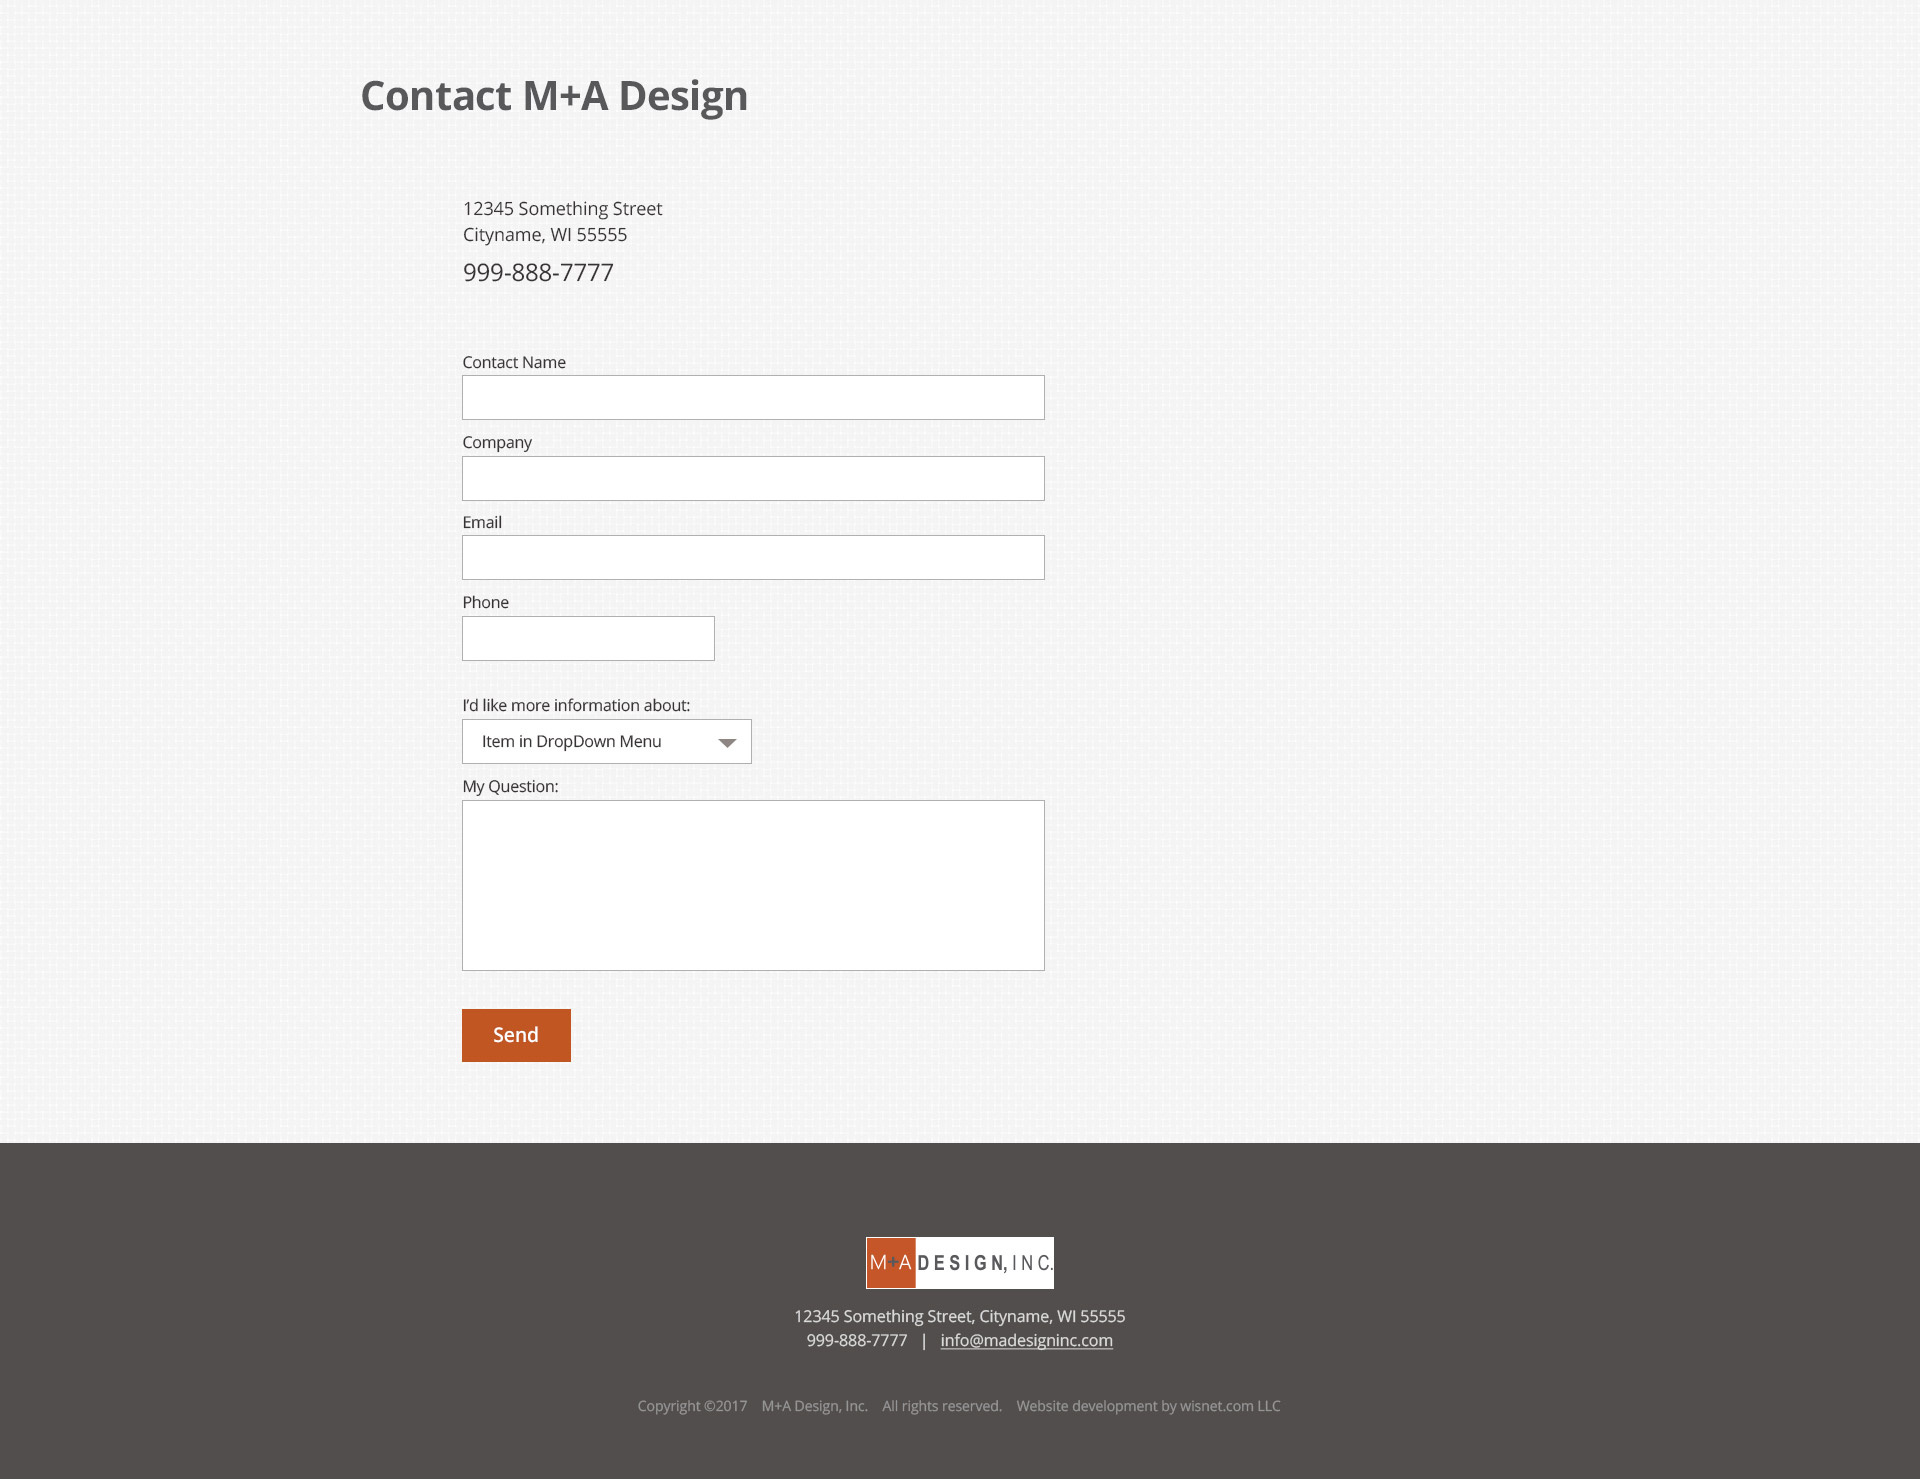 Contact M+A Design
12345 Something Street
Cityname, WI 55555
999-888-7777
Contact Name
Company
Email
Phone
I’d like more information about:
Item in DropDown Menu
My Question:
Send
M+A DESIGN, INC.
12345 Something Street, Cityname, WI 55555
999-888-7777 | info@madesigninc.com
Copyright ©2017 M+A Design, Inc. All rights reserved. Website development by wisnet.com LLC